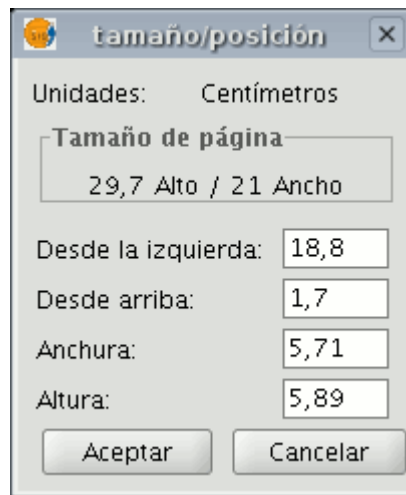 tamaño/posición
Unidades: Centímetros
Tamaño de página
29,7 Alto / 21 Ancho
Desde la izquierda: 18,8
Desde arriba: 1,7
Anchura: 5,71
Altura: 5,89
Aceptar Cancelar